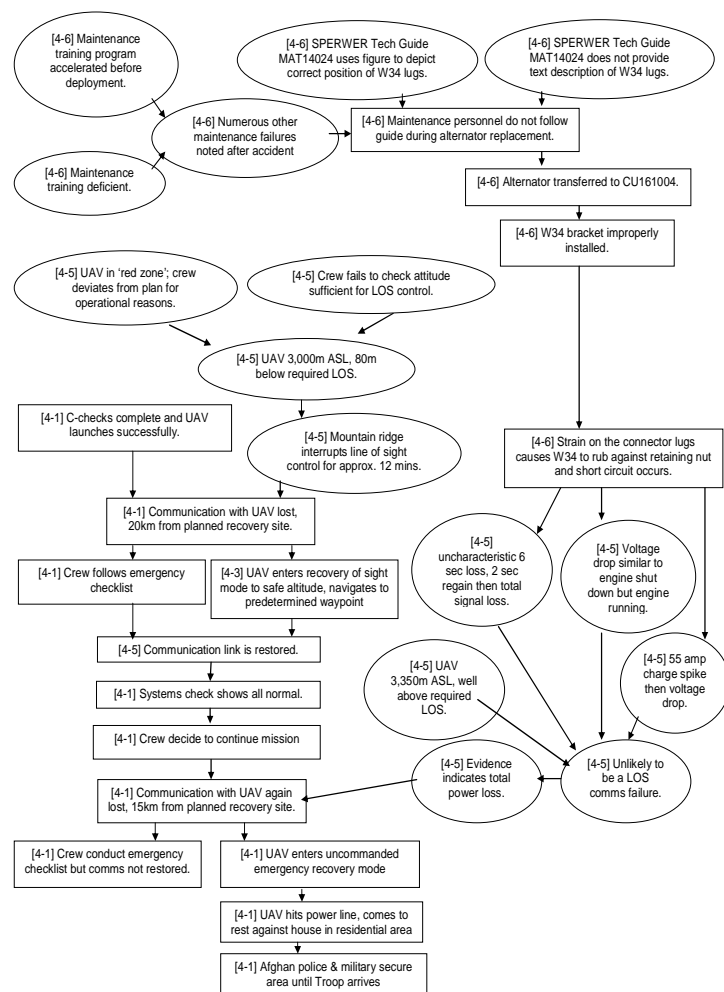 [4-6] Maintenance
training program
accelerated before
deployment.
[4-6] SPERWER Tech Guide
MAT14024 uses figure to depict
correct position of W34 lugs.
[4-6] SPERWER Tech Guide
MAT14024 does not provide
text description of W34 lugs.
[4-6] Numerous other
maintenance failures
noted after accident
[4-6] Maintenance personnel do not follow
guide during alternator replacement.
[4-6] Maintenance
training deficient.
[4-6] Alternator transferred to CU161004.
[4-6] W34 bracket improperly
installed.
[4-5] UAV in ‘red zone’; crew
deviates from plan for
operational reasons.
[4-5] Crew fails to check attitude
sufficient for LOS control.
[4-5] UAV 3,000m ASL, 80m
below required LOS.
[4-1] C-checks complete and UAV
launches successfully.
[4-5] Mountain ridge
interrupts line of sight
control for approx. 12 mins.
[4-6] Strain on the connector lugs
causes W34 to rub against retaining nut
and short circuit occurs.
[4-1] Communication with UAV lost,
20km from planned recovery site.
[4-1] Crew follows emergency
checklist
[4-3] UAV enters recovery of sight
mode to safe altitude, navigates to
predetermined waypoint
[4-5]
uncharacteristic 6
sec loss, 2 sec
regain then total
signal loss.
[4-5] Voltage
drop similar to
engine shut
down but engine
running.
[4-5] Communication link is restored.
[4-5] UAV
3,350m ASL, well
above required
LOS.
[4-5] 55 amp
charge spike
then voltage
drop.
[4-1] Systems check shows all normal.
[4-1] Crew decide to continue mission
[4-1] Communication with UAV again
lost, 15km from planned recovery site.
[4-5] Evidence
indicates total
power loss.
[4-5] Unlikely to
be a LOS
comms failure.
[4-1] Crew conduct emergency
checklist but comms not restored.
[4-1] UAV enters uncommanded
emergency recovery mode
[4-1] UAV hits power line, comes to
rest against house in residential area
[4-1] Afghan police & military secure
area until Troop arrives